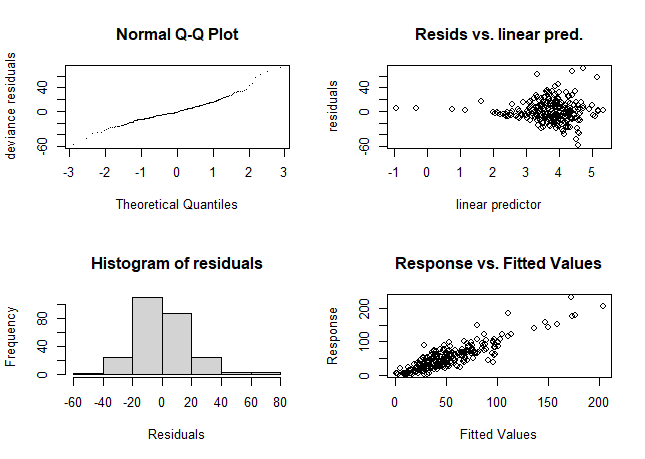 Normal Q-Q Plot
deviance residuals
-60 0 40
-3 -2 -1 0 1 2 3
Theoretical Quantiles
Resids vs. linear pred.
residuals
-60 0 40
-1 0 1 2 3 4 5
linear predictor
Histogram of residuals
Frequency
0 40 80
-60 -40 -20 0 20 40 60 80
Residuals
Response vs. Fitted Values
Response
0 100 200
0 50 100 150 200
Fitted Values